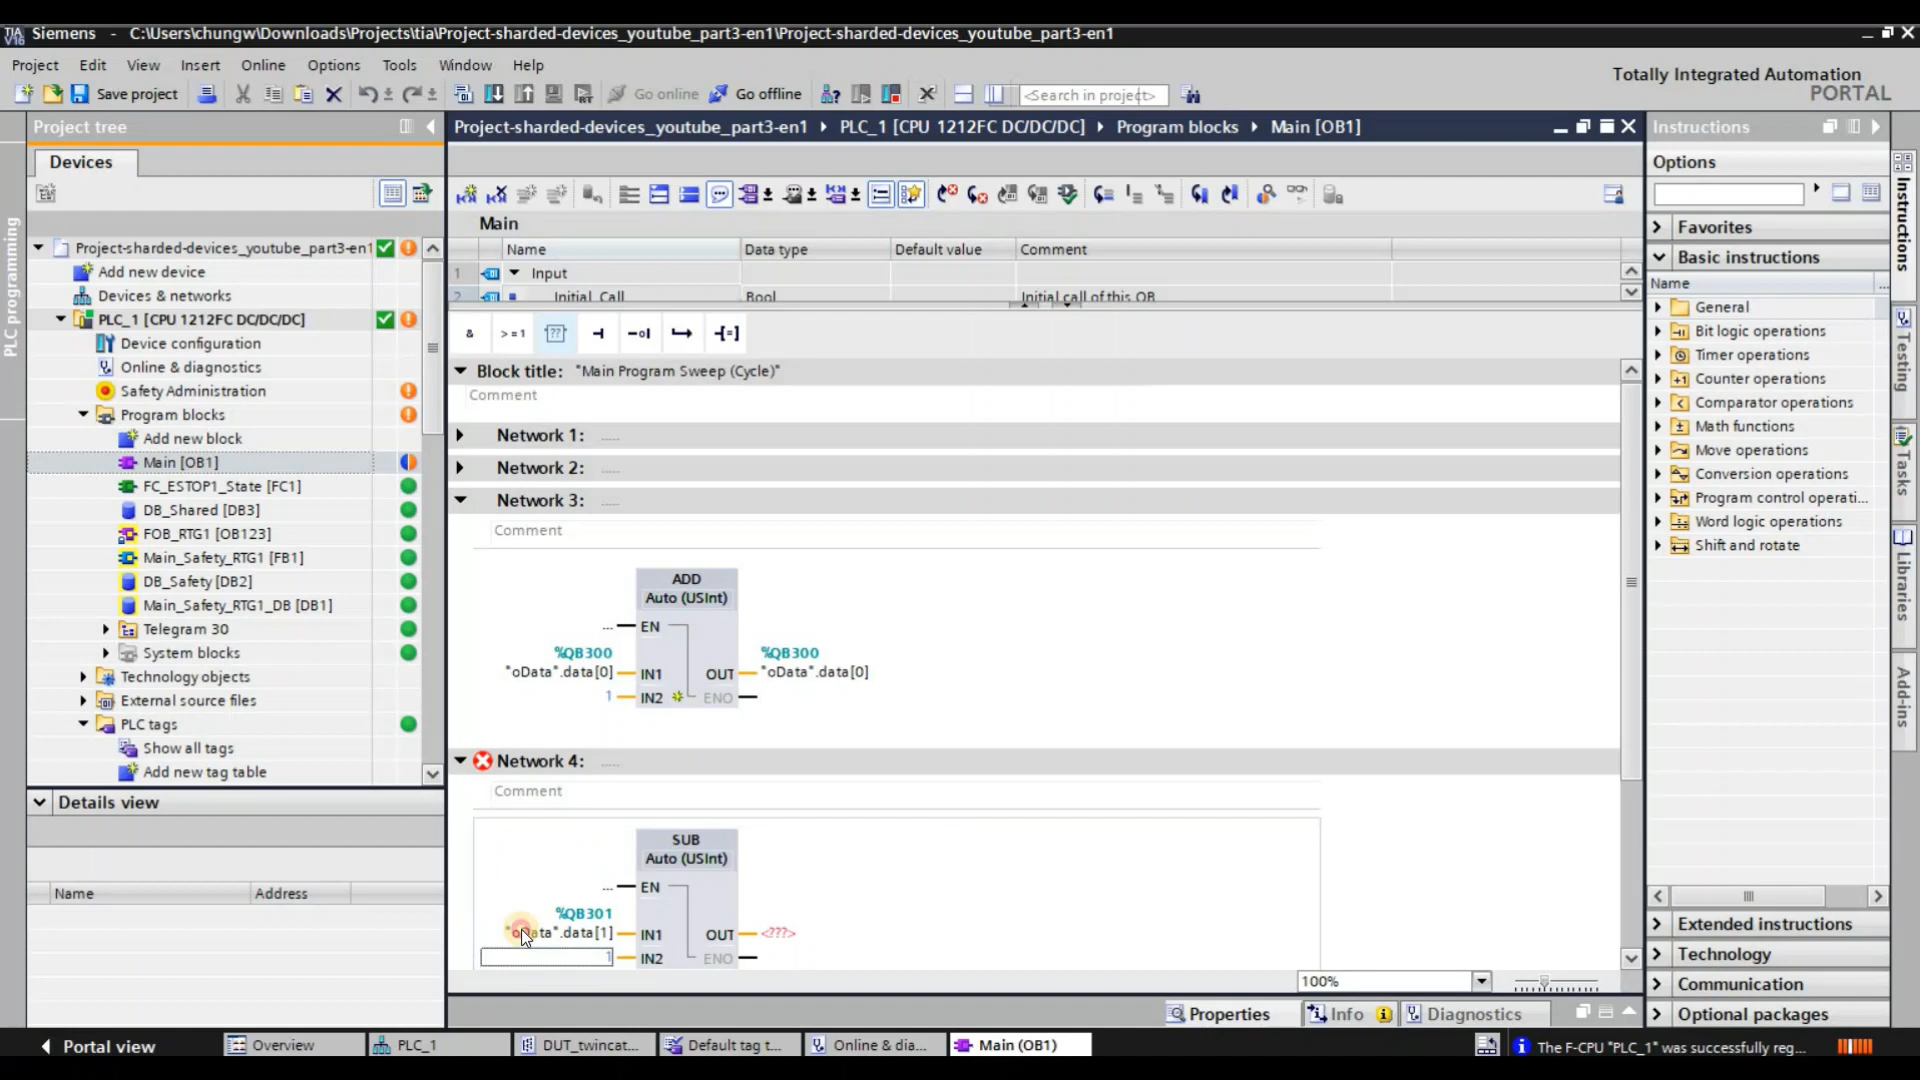 Siemens - C:\Users\chungw\Downloads\Projects\tia\Project-sharded-devices_youtube_part3-en1\Project-sharded-devices_youtube_part3-en1
Project Edit View Insert Online Options Tools Window Help
Totally Integrated Automation
PORTAL
Save project
Go online
Go offline
<Search in project>
Project tree
Devices
PLC programming
Project-sharded-devices_youtube_part3-en1
Add new device
Devices & networks
PLC_1 [CPU 1212FC DC/DC/DC]
Device configuration
Online & diagnostics
Safety Administration
Program blocks
Add new block
Main [OB1]
FC_ESTOP1_State [FC1]
DB_Shared [DB3]
FOB_RTG1 [OB123]
Main_Safety_RTG1 [FB1]
DB_Safety [DB2]
Main_Safety_RTG1_DB [DB1]
Telegram 30
System blocks
Technology objects
External source files
PLC tags
Show all tags
Add new tag table
Details view
Name Address
Project-sharded-devices_youtube_part3-en1 PLC_1 [CPU 1212FC DC/DC/DC] Program blocks Main [OB1]
Main
Name Data type Default value Comment
1 Input
2 Initial_Call Bool Initial call of this OB
& >=1 ?? -o| -[=]
Block title: "Main Program Sweep (Cycle)"
Comment
Network 1: .....
Network 2: .....
Network 3: .....
Comment
ADD
Auto (USInt)
... EN
%QB300 %QB300
"oData".data[0] IN1 OUT "oData".data[0]
1 IN2 ENO
Network 4: .....
Comment
SUB
Auto (USInt)
... EN
%QB301
"oData".data[1] IN1 OUT <???>
1 IN2 ENO
100%
Properties Info Diagnostics
Instructions
Options
Favorites
Basic instructions
Name ...
General
Bit logic operations
Timer operations
Counter operations
Comparator operations
Math functions
Move operations
Conversion operations
Program control operati...
Word logic operations
Shift and rotate
Extended instructions
Technology
Communication
Optional packages
Instructions
Testing
Tasks
Libraries
Add-ins
Portal view Overview PLC_1 DUT_twincat... Default tag t... Online & dia... Main (OB1) The F-CPU "PLC_1" was successfully reg...